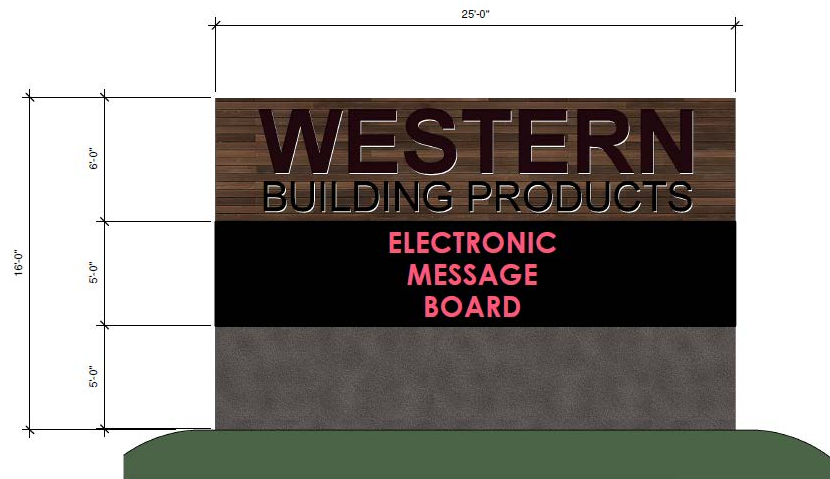 25'-0"
WESTERN
6'-0"
BUILDING PRODUCTS
ELECTRONIC
16'-0"
5'-0"
MESSAGE
BOARD
5'-0"